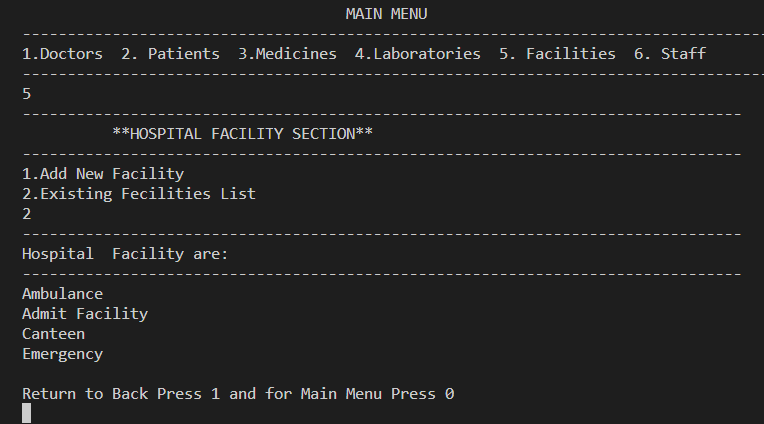 MAIN MENU
--------------------------------------------------------------------------------
1.Doctors  2. Patients  3.Medicines  4.Laboratories  5. Facilities  6. Staff
--------------------------------------------------------------------------------
5
--------------------------------------------------------------------------------
**HOSPITAL FACILITY SECTION**
--------------------------------------------------------------------------------
1.Add New Facility
2.Existing Fecilities List
2
--------------------------------------------------------------------------------
Hospital  Facility are:
--------------------------------------------------------------------------------
Ambulance
Admit Facility
Canteen
Emergency
Return to Back Press 1 and for Main Menu Press 0